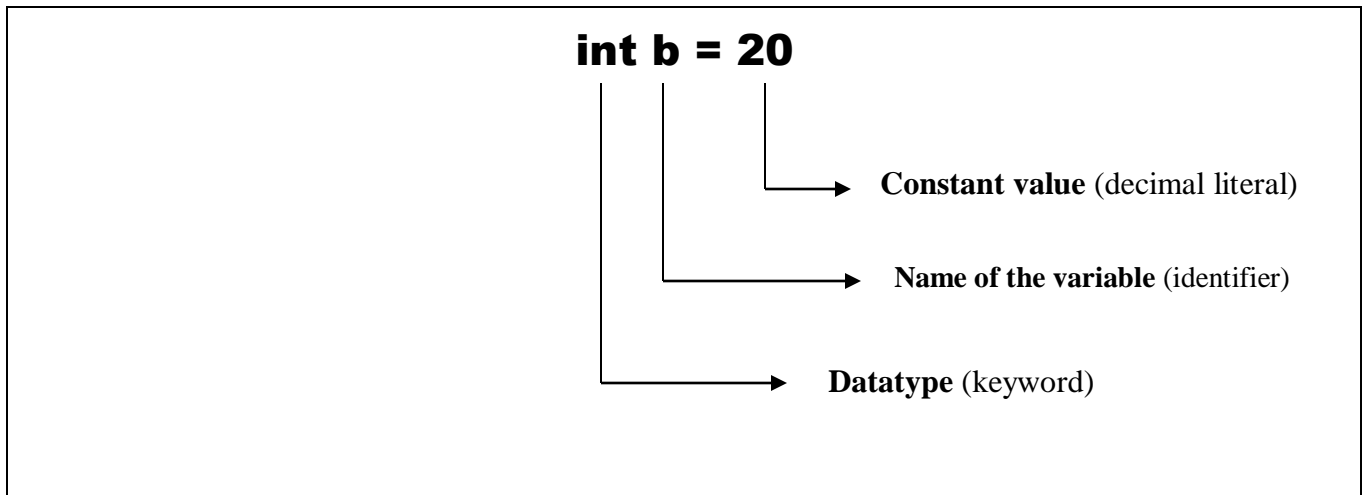 int b = 20
Constant value (decimal literal)
Name of the variable (identifier)
Datatype (keyword)